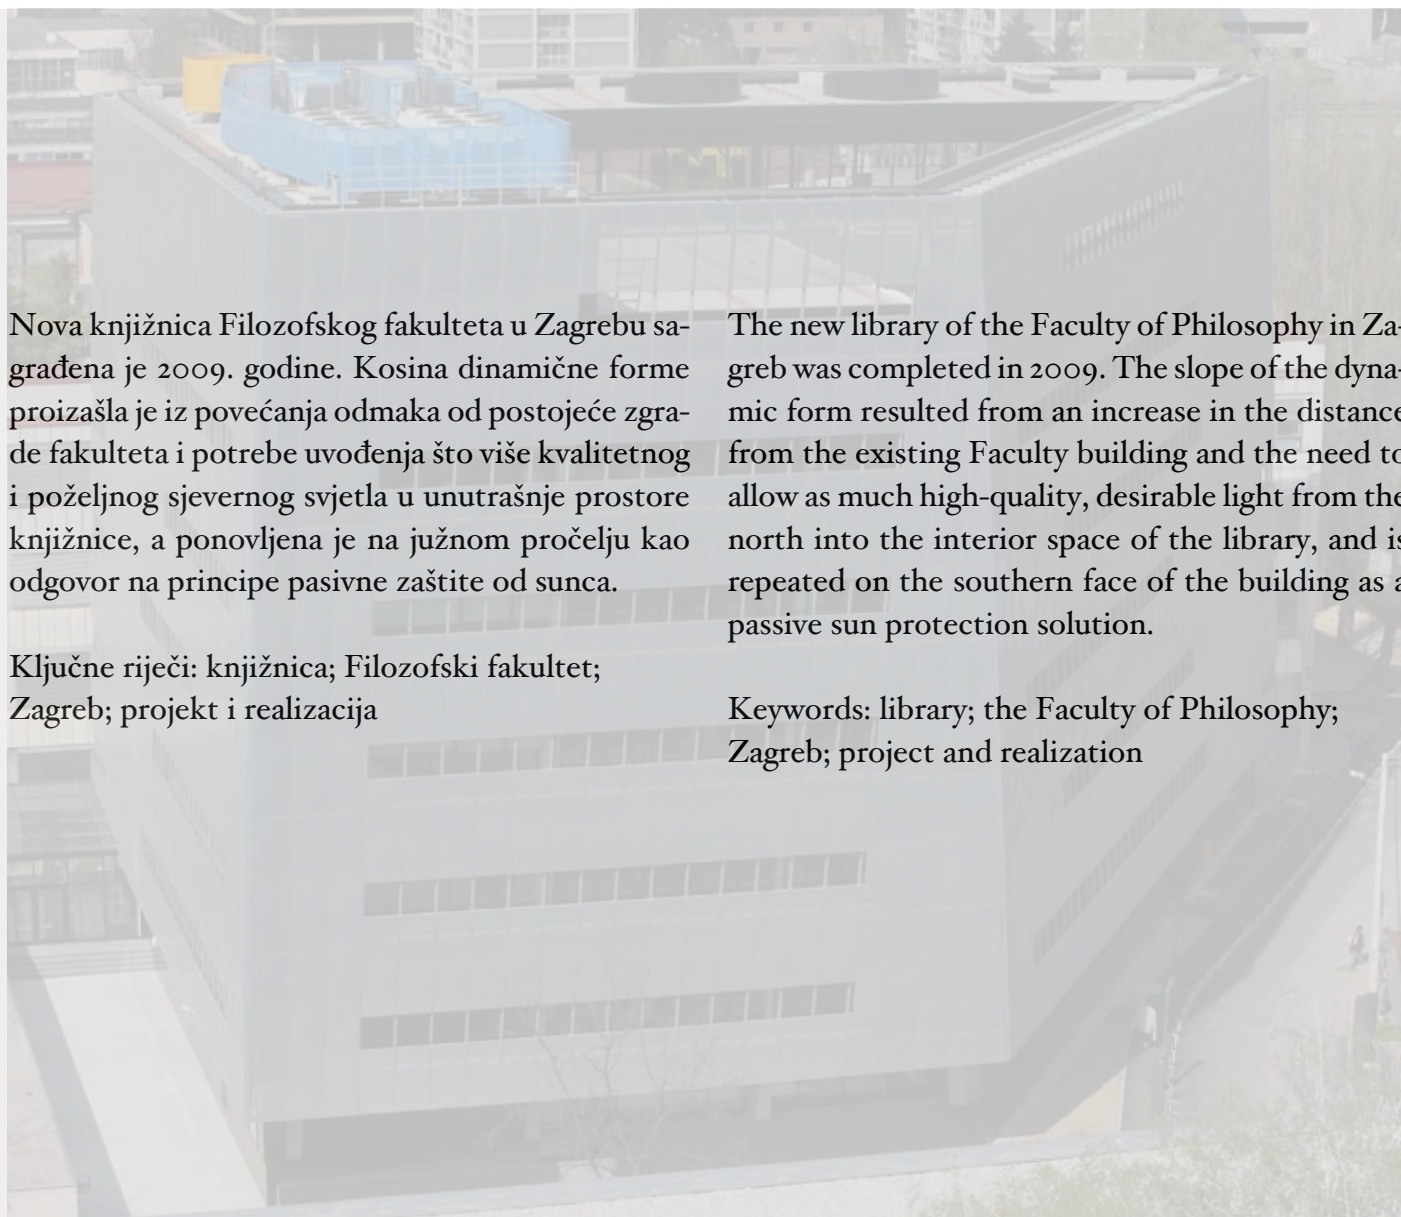 Nova knjižnica Filozofskog fakulteta u Zagrebu sa-
građena je 2009. godine. Kosina dinamične forme
proizašla je iz povećanja odmaka od postojeće zgra-
de fakulteta i potrebe uvođenja što više kvalitetnog
i poželjnog sjevernog svjetla u unutrašnje prostore
knjižnice, a ponovljena je na južnom pročelju kao
odgovor na principe pasivne zaštite od sunca.

Ključne riječi: knjižnica; Filozofski fakultet;
Zagreb; projekt i realizacija

The new library of the Faculty of Philosophy in Za-
greb was completed in 2009. The slope of the dyna-
mic form resulted from an increase in the distance
from the existing Faculty building and the need to
allow as much high-quality, desirable light from the
north into the interior space of the library, and is
repeated on the southern face of the building as a
passive sun protection solution.

Keywords: library; the Faculty of Philosophy;
Zagreb; project and realization